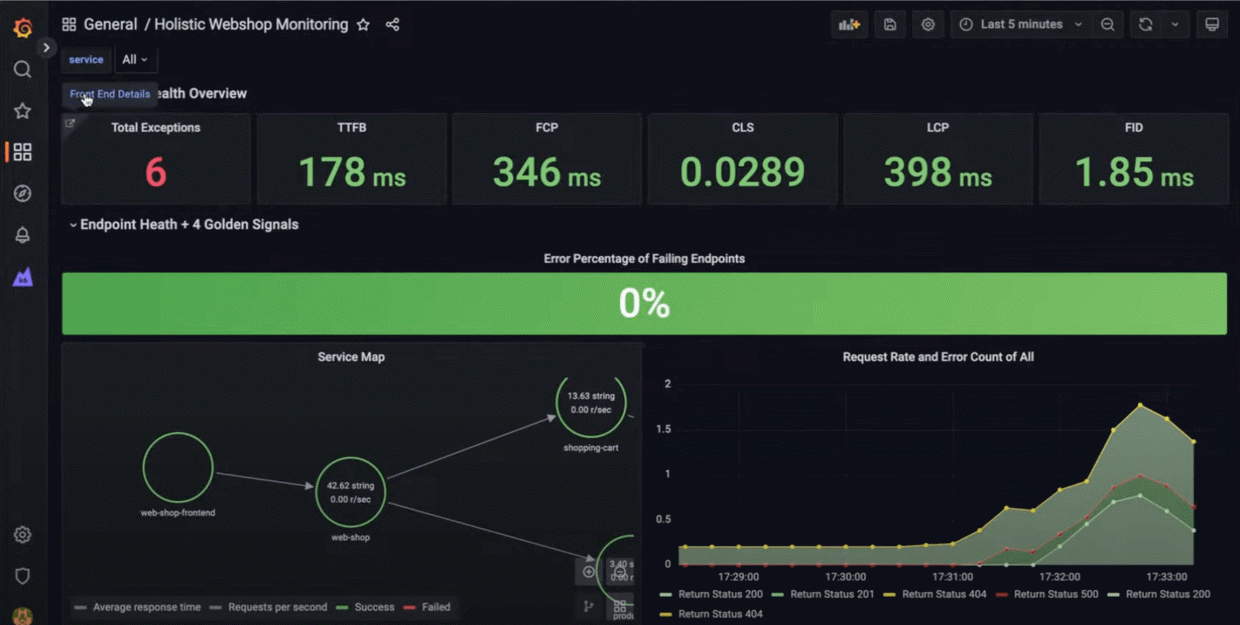 General / Holistic Webshop Monitoring
Last 5 minutes
service
All
Front End Details
ealth Overview
Total Exceptions
6
TTFB
178 ms
FCP
346 ms
CLS
0.0289
LCP
398 ms
FID
1.85 ms
Endpoint Heath + 4 Golden Signals
Error Percentage of Failing Endpoints
0%
Service Map
13.63 string
0.00 r/sec
shopping-cart
42.62 string
0.00 r/sec
web-shop
web-shop-frontend
3.40 s
0.00 r
produ
Average response time
Requests per second
Success
Failed
Request Rate and Error Count of All
2
1.5
1
0.5
0
17:29:00
17:30:00
17:31:00
17:32:00
17:33:00
Return Status 200
Return Status 201
Return Status 404
Return Status 500
Return Status 200
Return Status 404